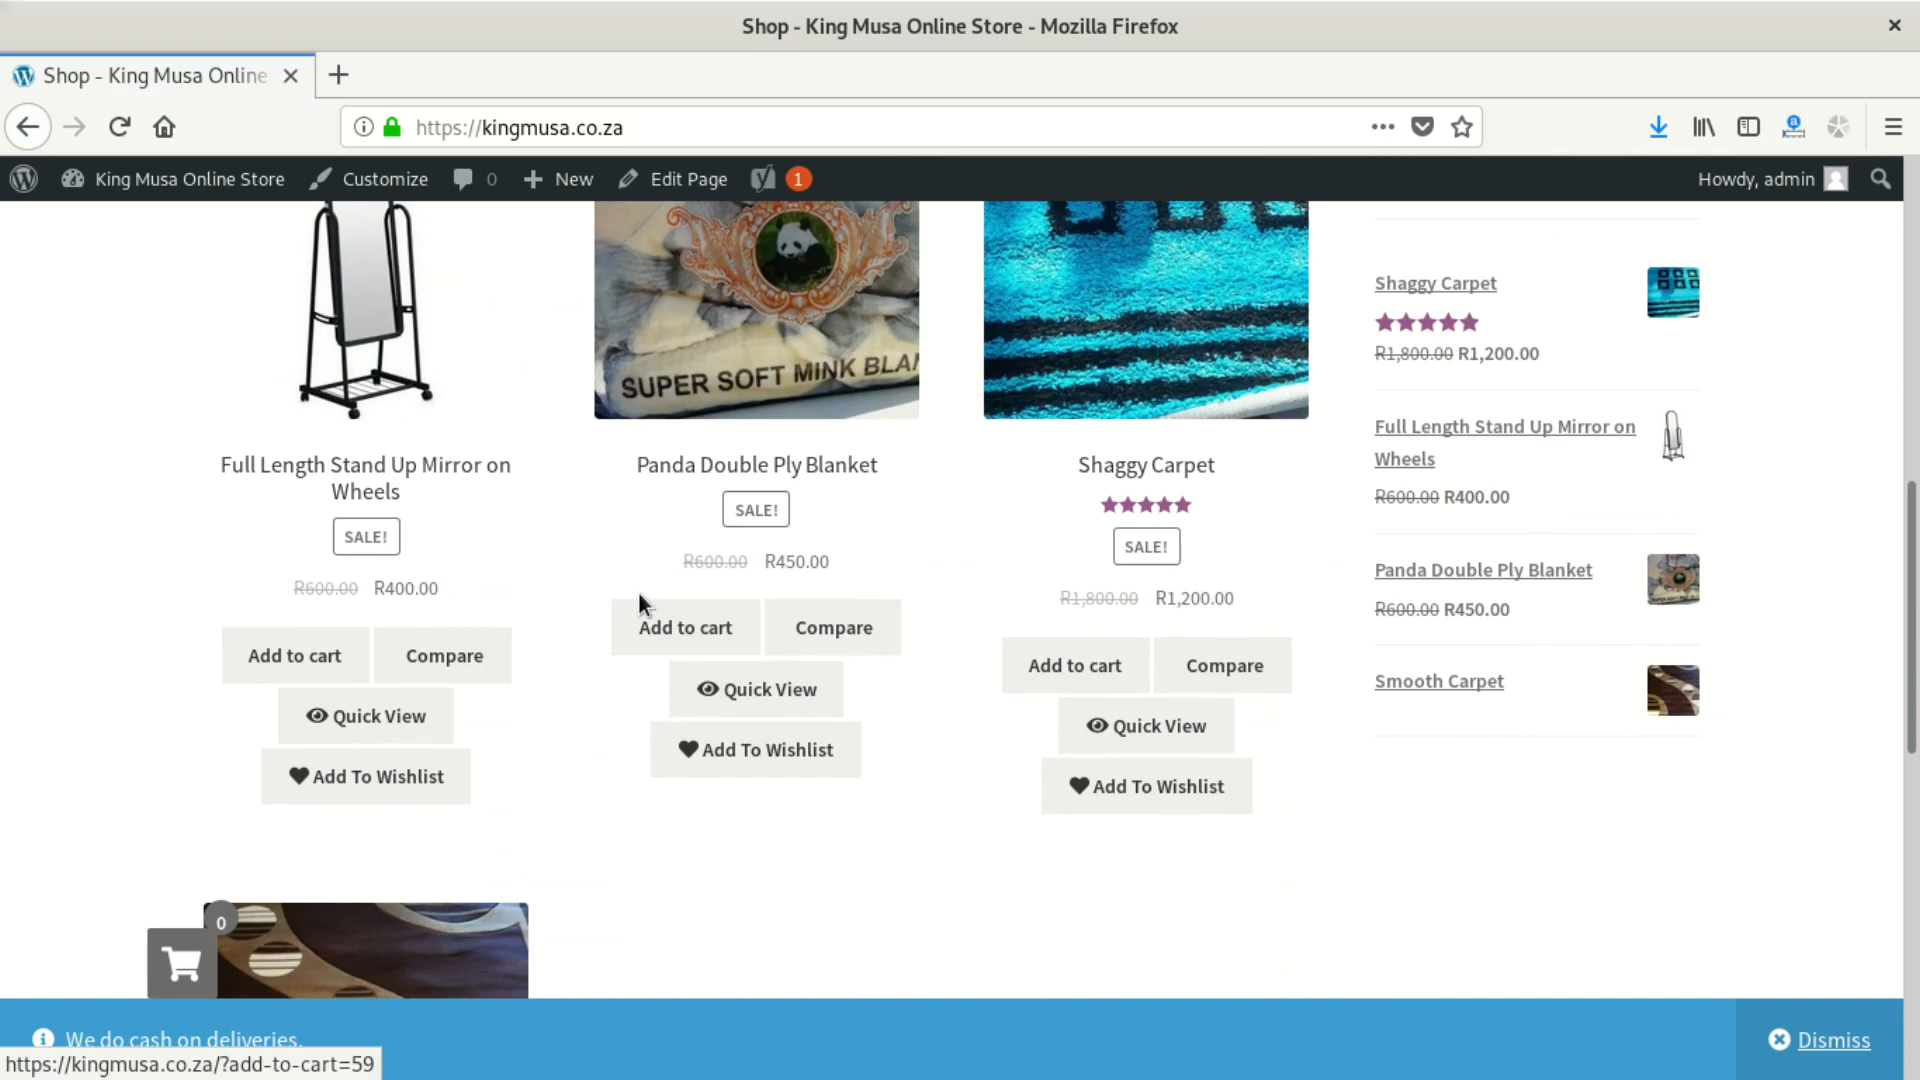 Shop - King Musa Online Store - Mozilla Firefox
Shop - King Musa Online
https://kingmusa.co.za
King Musa Online Store
Customize
0
New
Edit Page
1
Howdy, admin
SUPER SOFT MINK BLA
Full Length Stand Up Mirror on
Wheels
SALE!
R600.00 R400.00
Add to cart
Compare
Quick View
Add To Wishlist
Panda Double Ply Blanket
SALE!
R600.00 R450.00
Add to cart
Compare
Quick View
Add To Wishlist
Shaggy Carpet
SALE!
R1,800.00 R1,200.00
Add to cart
Compare
Quick View
Add To Wishlist
Shaggy Carpet
R1,800.00 R1,200.00
Full Length Stand Up Mirror on
Wheels
R600.00 R400.00
Panda Double Ply Blanket
R600.00 R450.00
Smooth Carpet
0
We do cash on deliveries.
Dismiss
https://kingmusa.co.za/?add-to-cart=59